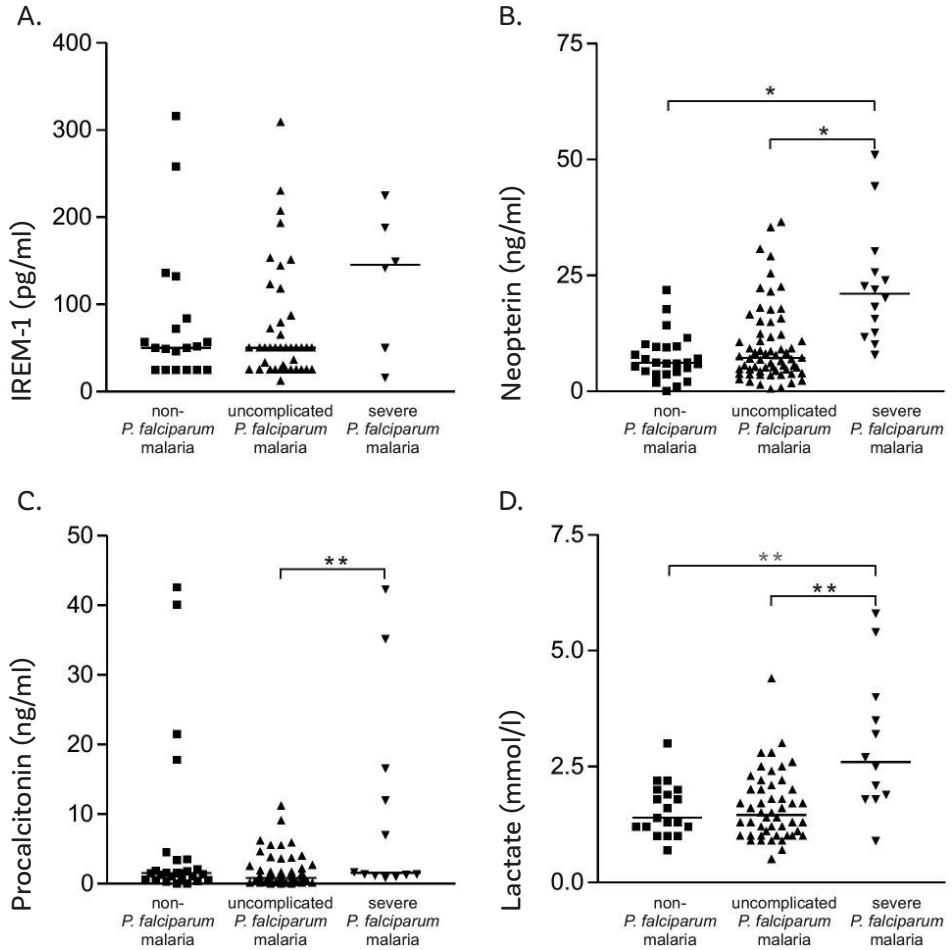 A.
IREM-1 (pg/ml)
400
300
200
100
0
non-
P. falciparum
malaria
uncomplicated
P. falciparum
malaria
severe
P. falciparum
malaria
B.
Neopterin (ng/ml)
75
50
25
0
*
*
non-
P. falciparum
malaria
uncomplicated
P. falciparum
malaria
severe
P. falciparum
malaria
C.
Procalcitonin (ng/ml)
50
40
30
20
10
0
**
non-
P. falciparum
malaria
uncomplicated
P. falciparum
malaria
severe
P. falciparum
malaria
D.
Lactate (mmol/l)
7.5
5.0
2.5
0.0
**
**
non-
P. falciparum
malaria
uncomplicated
P. falciparum
malaria
severe
P. falciparum
malaria